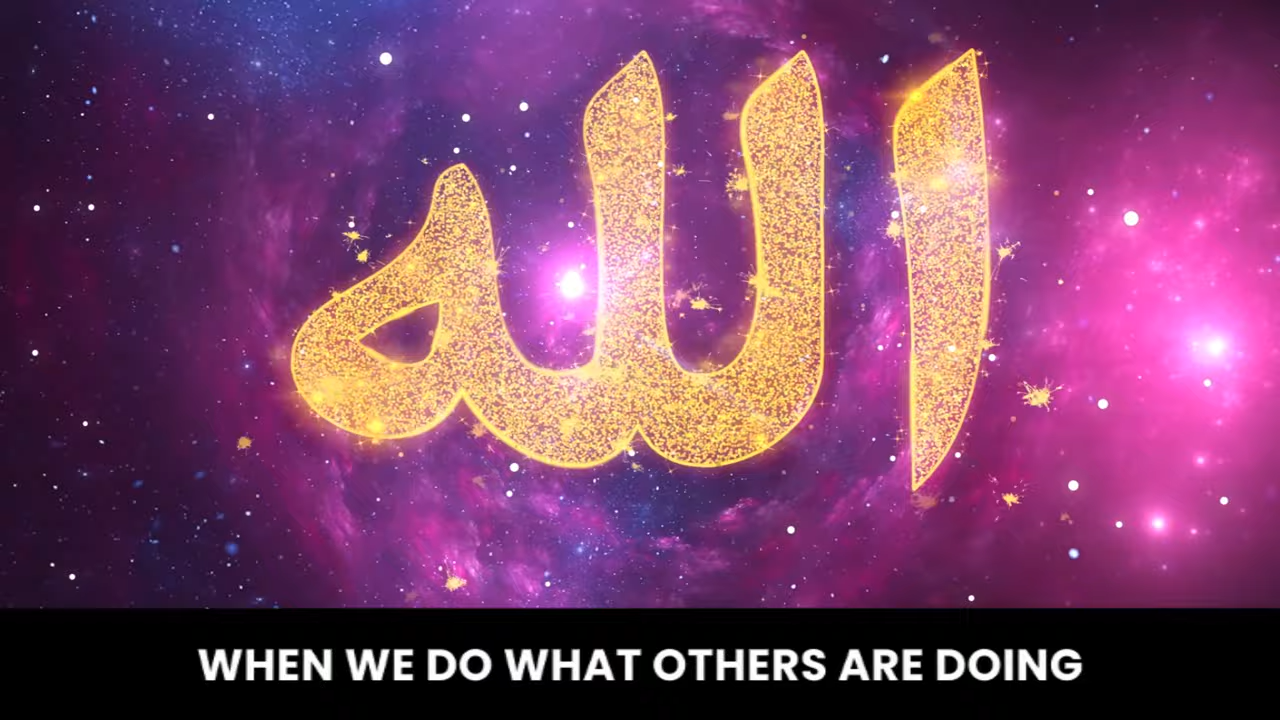 الله
WHEN WE DO WHAT OTHERS ARE DOING